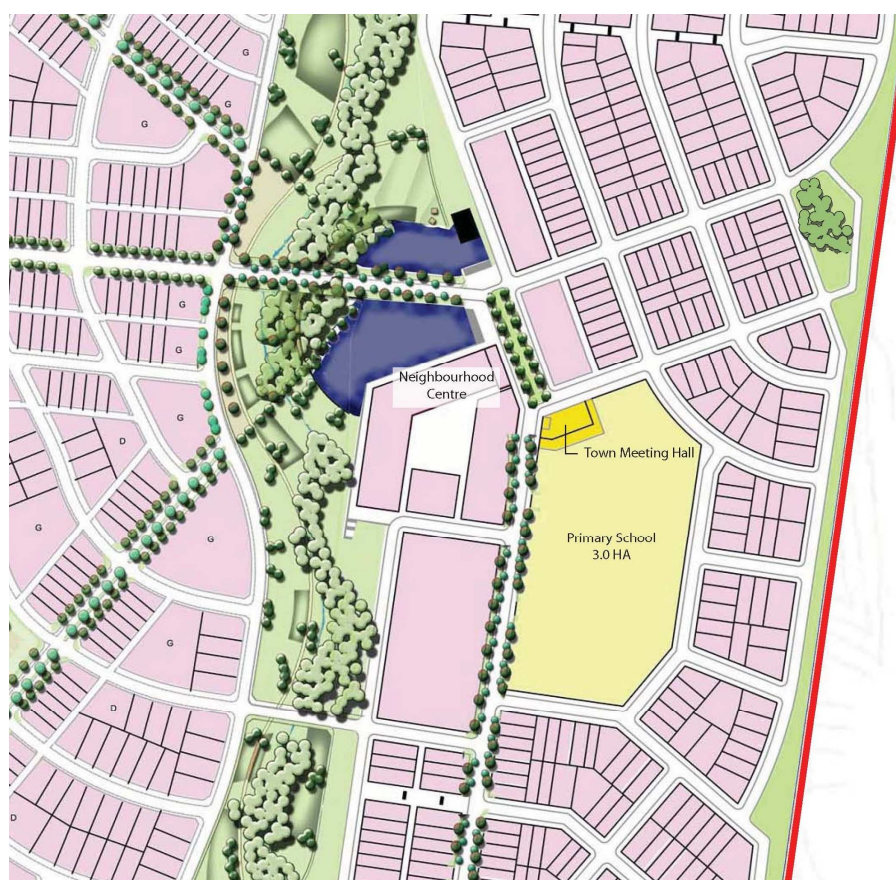 G
G
G
G
G
Neighbourhood
Centre
G
Town Meeting Hall
D
G
G
Primary School
3.0 HA
G
D
D